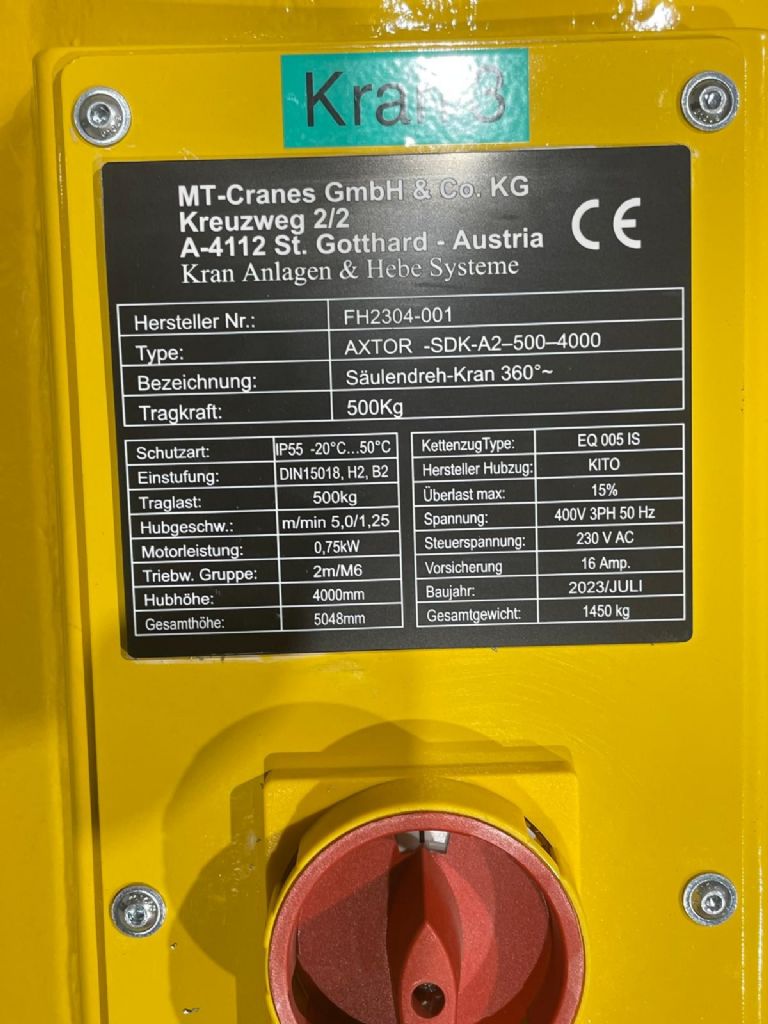 Kran 3
MT-Cranes GmbH & Co. KG
Kreuzweg 2/2
A-4112 St. Gotthard - Austria
Kran Anlagen & Hebe Systeme
CE
Hersteller Nr.: FH2304-001
Type: AXTOR -SDK-A2–500–4000
Bezeichnung: Säulendreh-Kran 360°~
Tragkraft: 500Kg
Schutzart: IP55 -20°C...50°C
Einstufung: DIN15018, H2, B2
Traglast: 500kg
Hubgeschw.: m/min 5,0/1,25
Motorleistung: 0,75kW
Triebw. Gruppe: 2m/M6
Hubhöhe: 4000mm
Gesamthöhe: 5048mm
KettenzugType: EQ 005 IS
Hersteller Hubzug: KITO
Überlast max: 15%
Spannung: 400V 3PH 50 Hz
Steuerspannung: 230 V AC
Vorsicherung 16 Amp.
Baujahr: 2023/JULI
Gesamtgewicht: 1450 kg